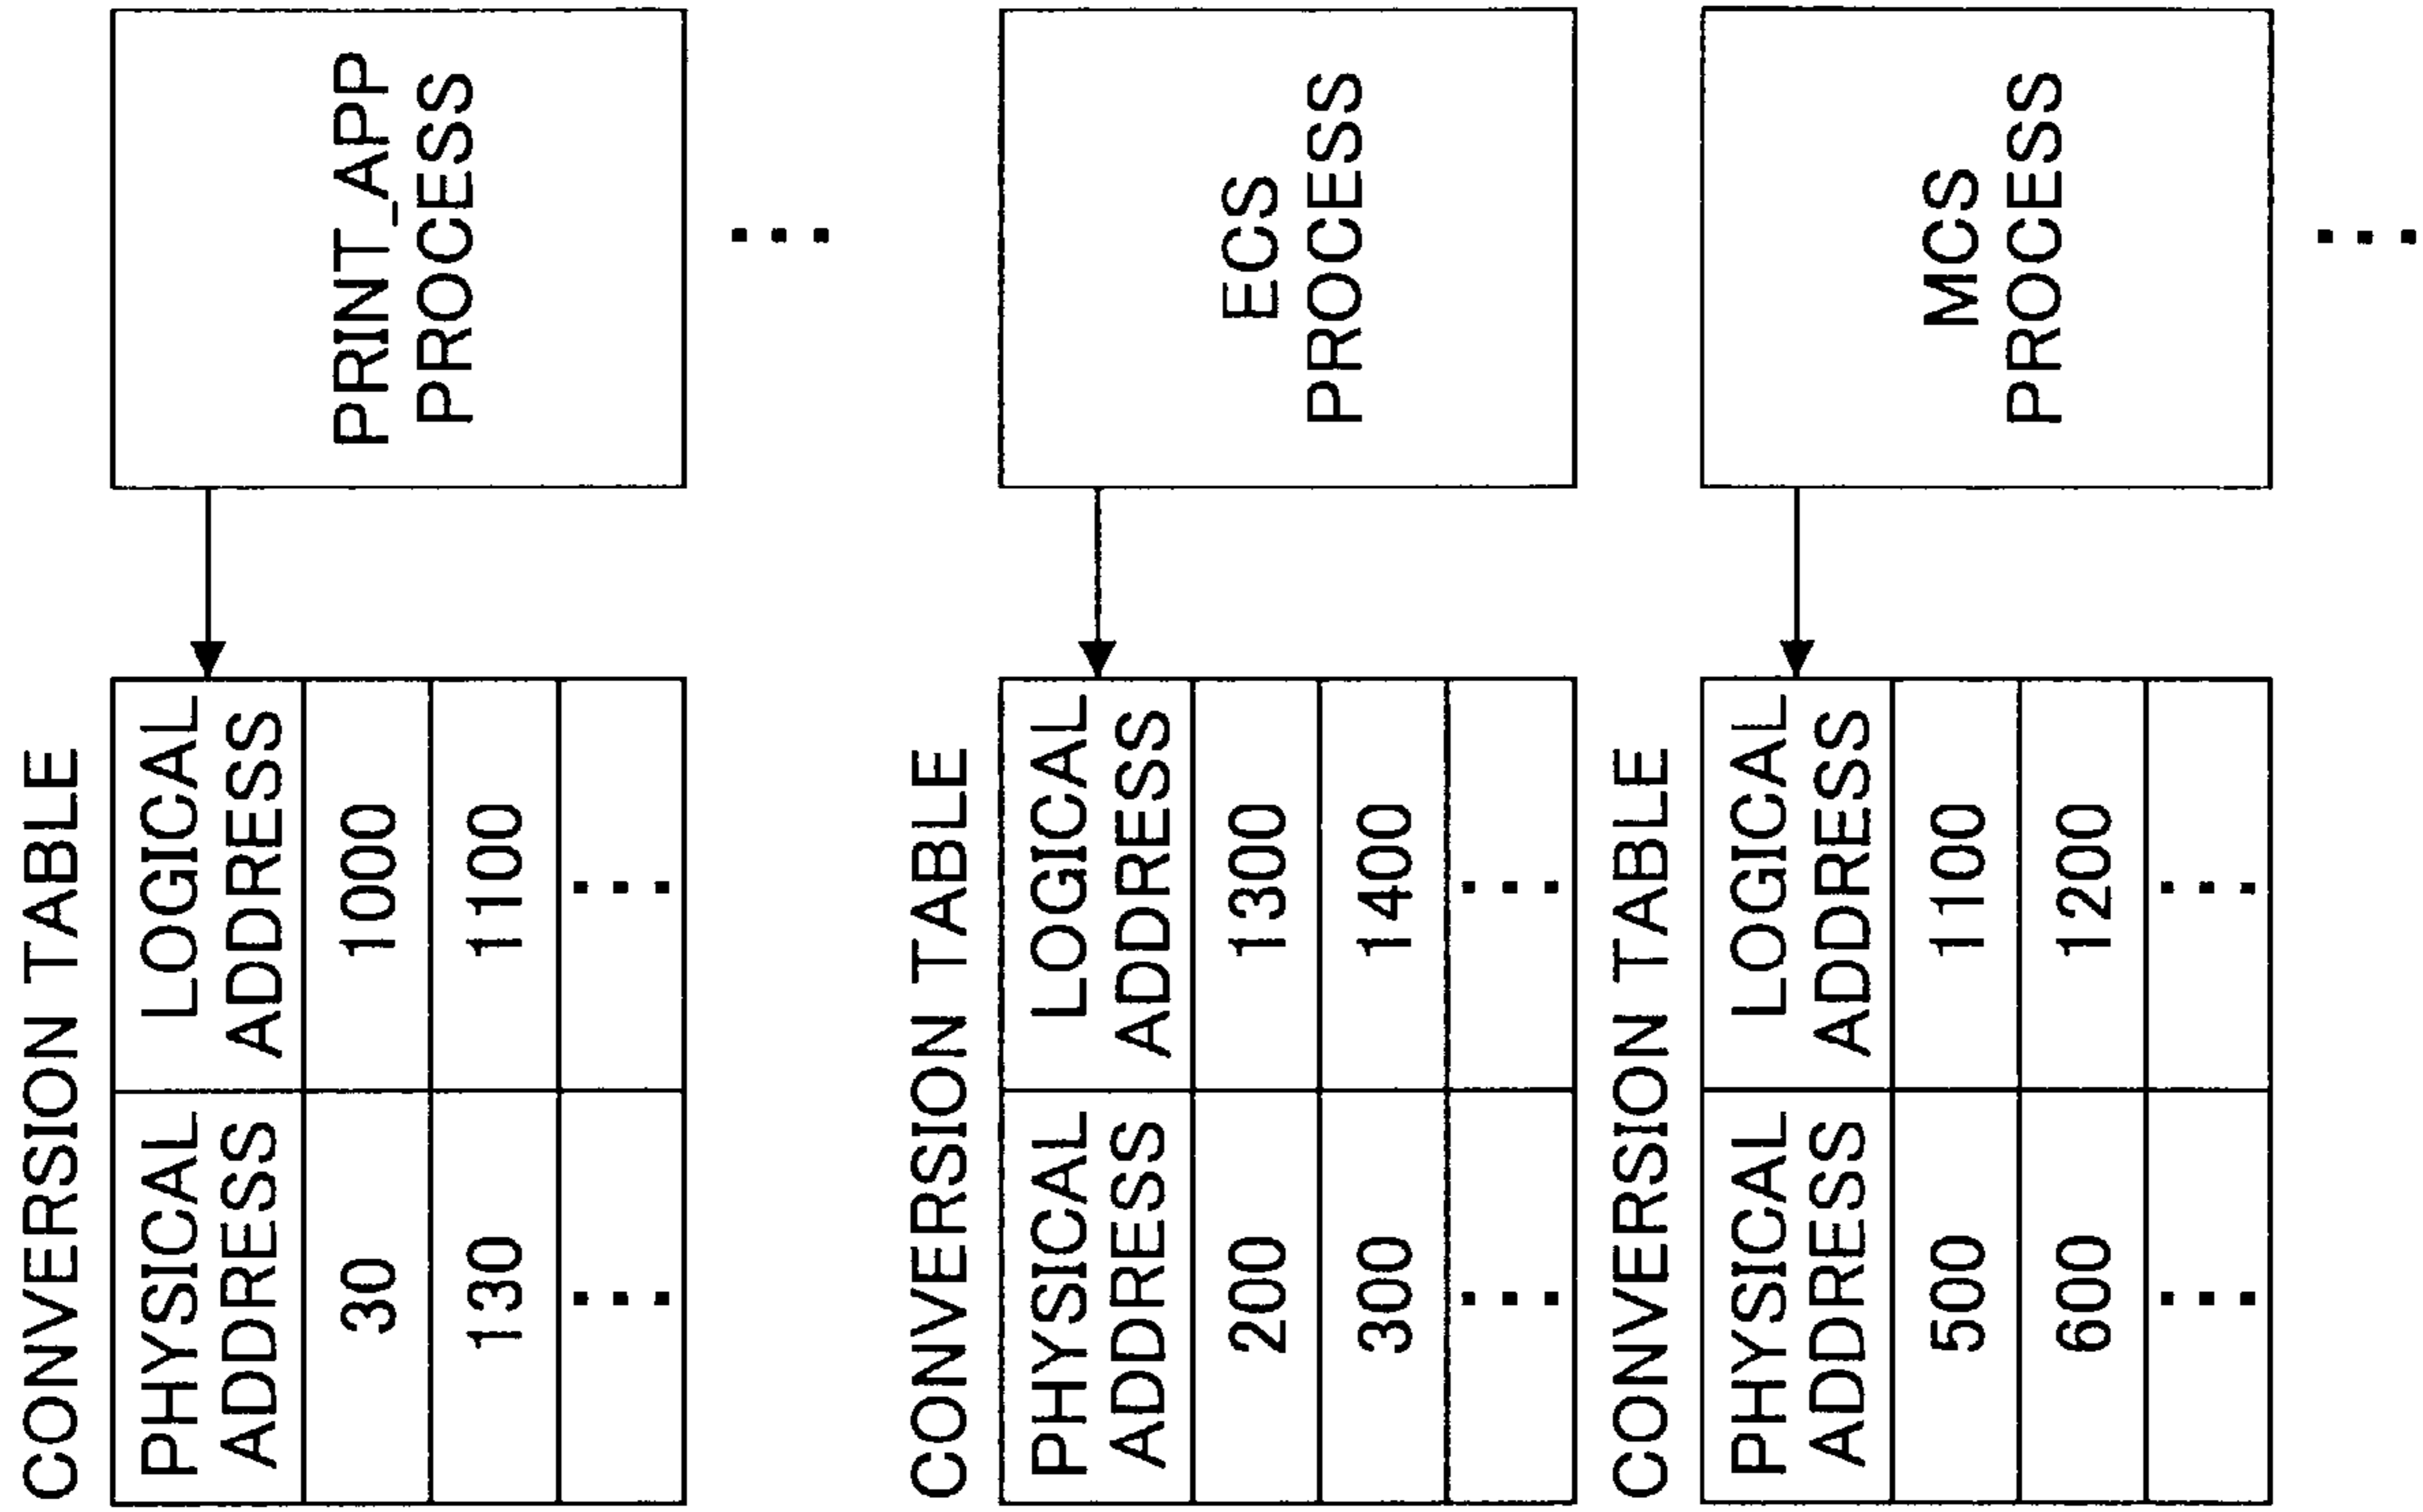 CONVERSION TABLE
PHYSICAL ADDRESS
LOGICAL ADDRESS
30
1000
130
1100
...
...
PRINT_APP
PROCESS
...
CONVERSION TABLE
PHYSICAL ADDRESS
LOGICAL ADDRESS
200
1300
300
1400
...
...
ECS
PROCESS
CONVERSION TABLE
PHYSICAL ADDRESS
LOGICAL ADDRESS
500
1100
600
1200
...
...
MCS
PROCESS
...